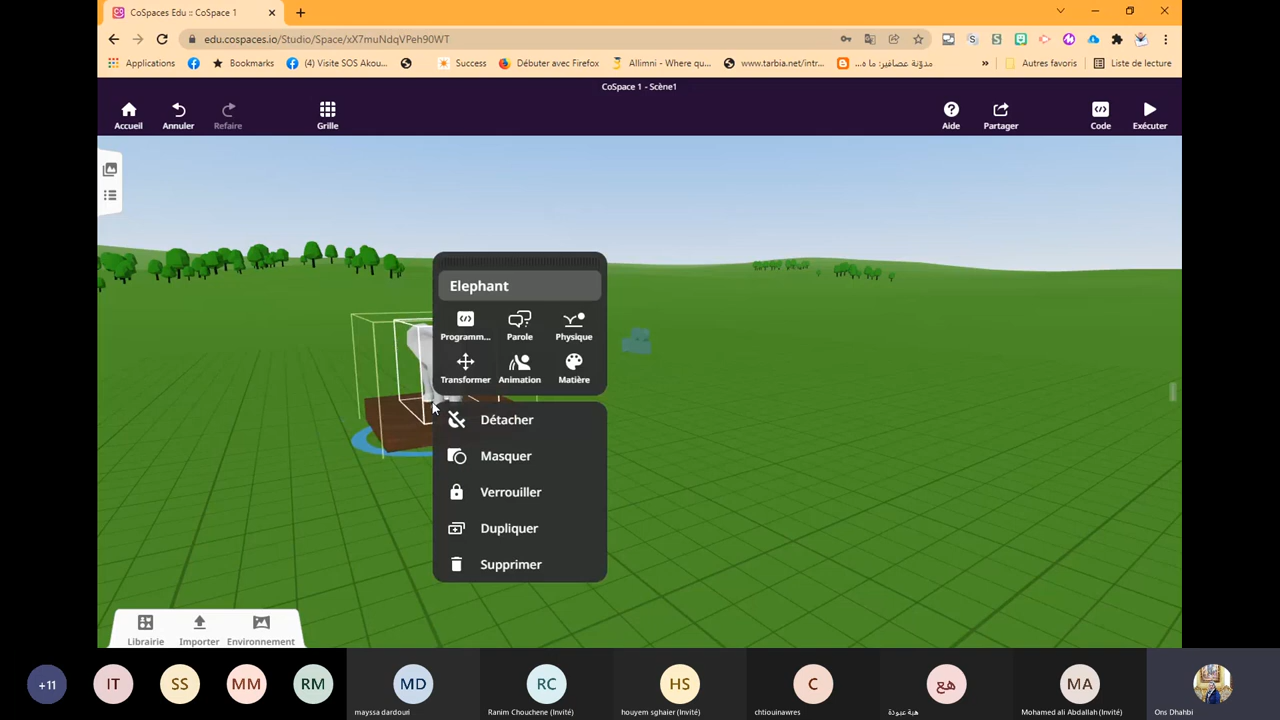 CoSpaces Edu :: CoSpace 1
edu.cospaces.io/Studio/Space/xX7muNdqVPeh90WT
Applications
Bookmarks
(4) Visite SOS Akou...
Success
Débuter avec Firefox
Allimni - Where qu...
www.tarbia.net/intr...
مدوّنة عصافير: ما ه...
»
Autres favoris
Liste de lecture
CoSpace 1 - Scène1
Accueil
Annuler
Refaire
Grille
Aide
Partager
Code
Exécuter
Elephant
Programm...
Parole
Physique
Transformer
Animation
Matière
Détacher
Masquer
Verrouiller
Dupliquer
Supprimer
Librairie
Importer
Environnement
+11
IT
SS
MM
RM
MD
RC
HS
C
هع
MA
mayssa dardouri
Ranim Chouchene (Invité)
houyem sghaier (Invité)
chtiouinawres
هبة عبودة
Mohamed ali Abdallah (Invité)
Ons Dhahbi